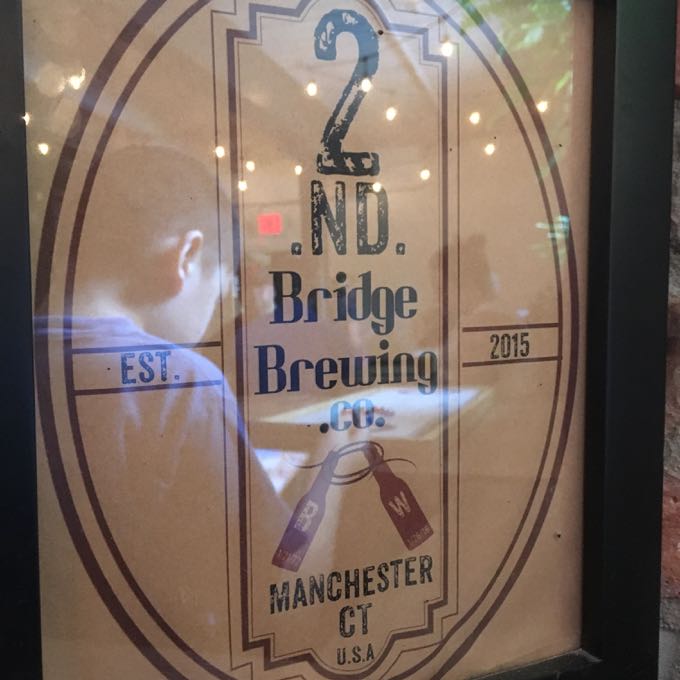 2
.ND.
Bridge
Brewing
.CO.
EST.
2015
B
W
MANCHESTER
CT
U.S.A